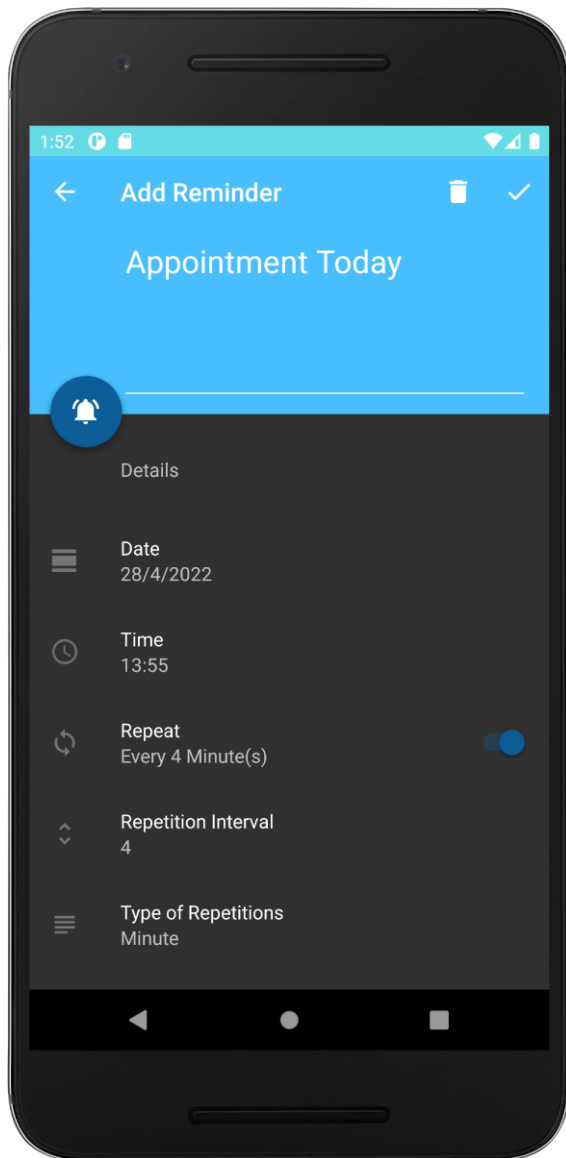 1:52
Add Reminder
Appointment Today
Details
Date
28/4/2022
Time
13:55
Repeat
Every 4 Minute(s)
Repetition Interval
4
Type of Repetitions
Minute